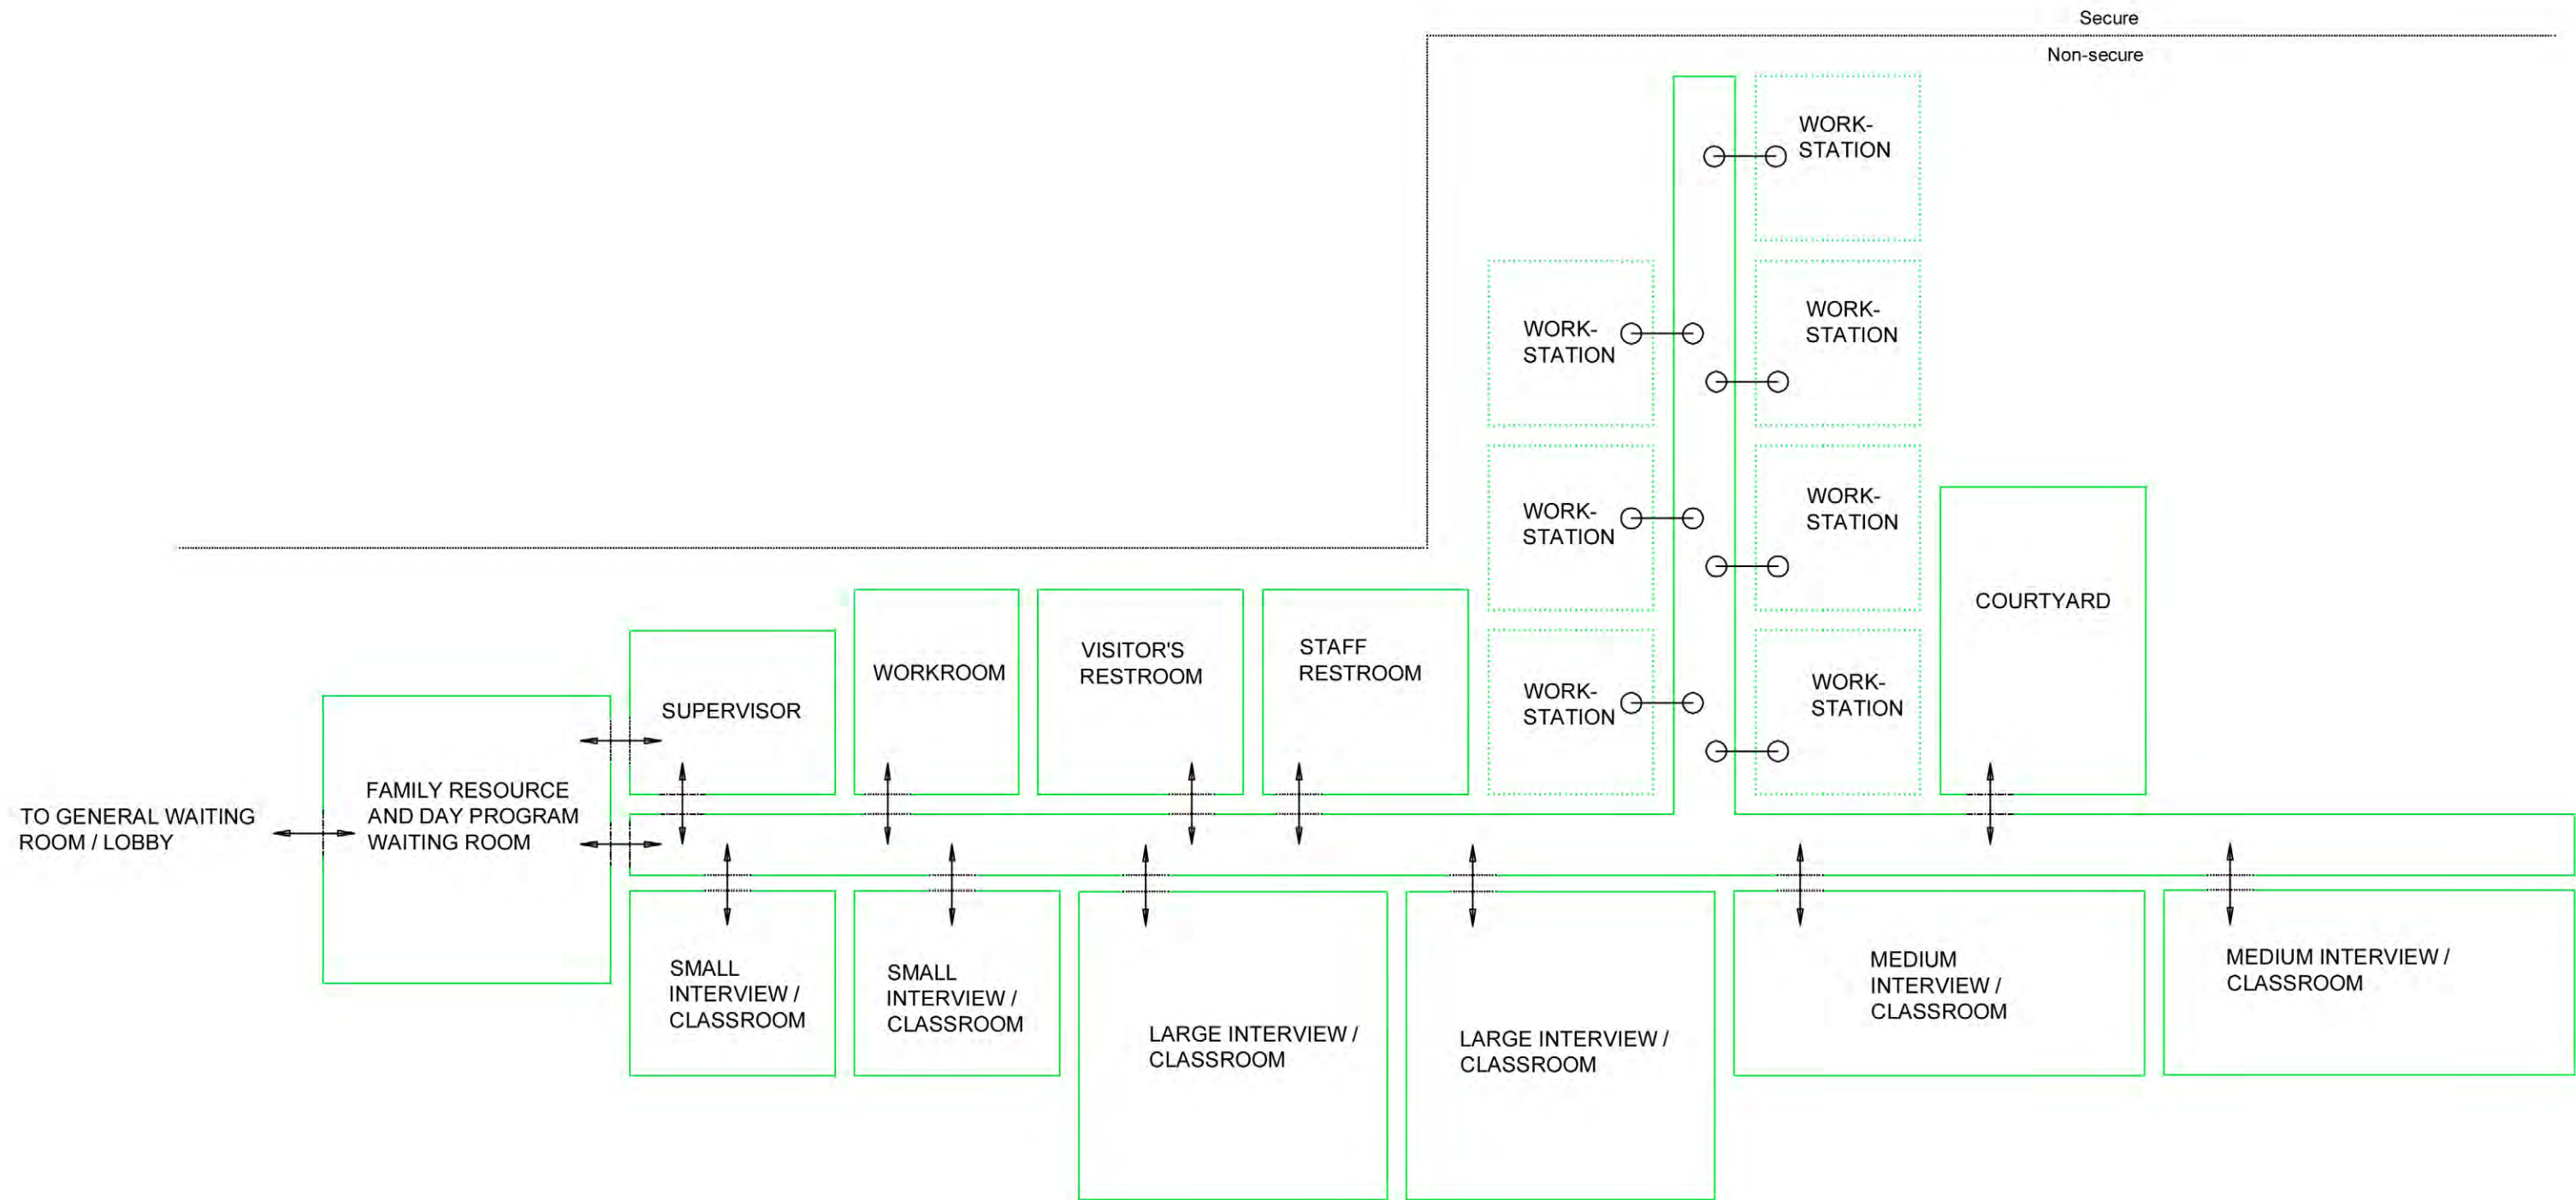 Secure
Non-secure
WORK-
STATION
WORK-
STATION
WORK-
STATION
WORK-
STATION
WORK-
STATION
WORK-
STATION
WORK-
STATION
COURTYARD
SUPERVISOR
WORKROOM
VISITOR'S
RESTROOM
STAFF
RESTROOM
TO GENERAL WAITING
ROOM / LOBBY
FAMILY RESOURCE
AND DAY PROGRAM
WAITING ROOM
SMALL
INTERVIEW /
CLASSROOM
SMALL
INTERVIEW /
CLASSROOM
LARGE INTERVIEW /
CLASSROOM
LARGE INTERVIEW /
CLASSROOM
MEDIUM
INTERVIEW /
CLASSROOM
MEDIUM INTERVIEW /
CLASSROOM